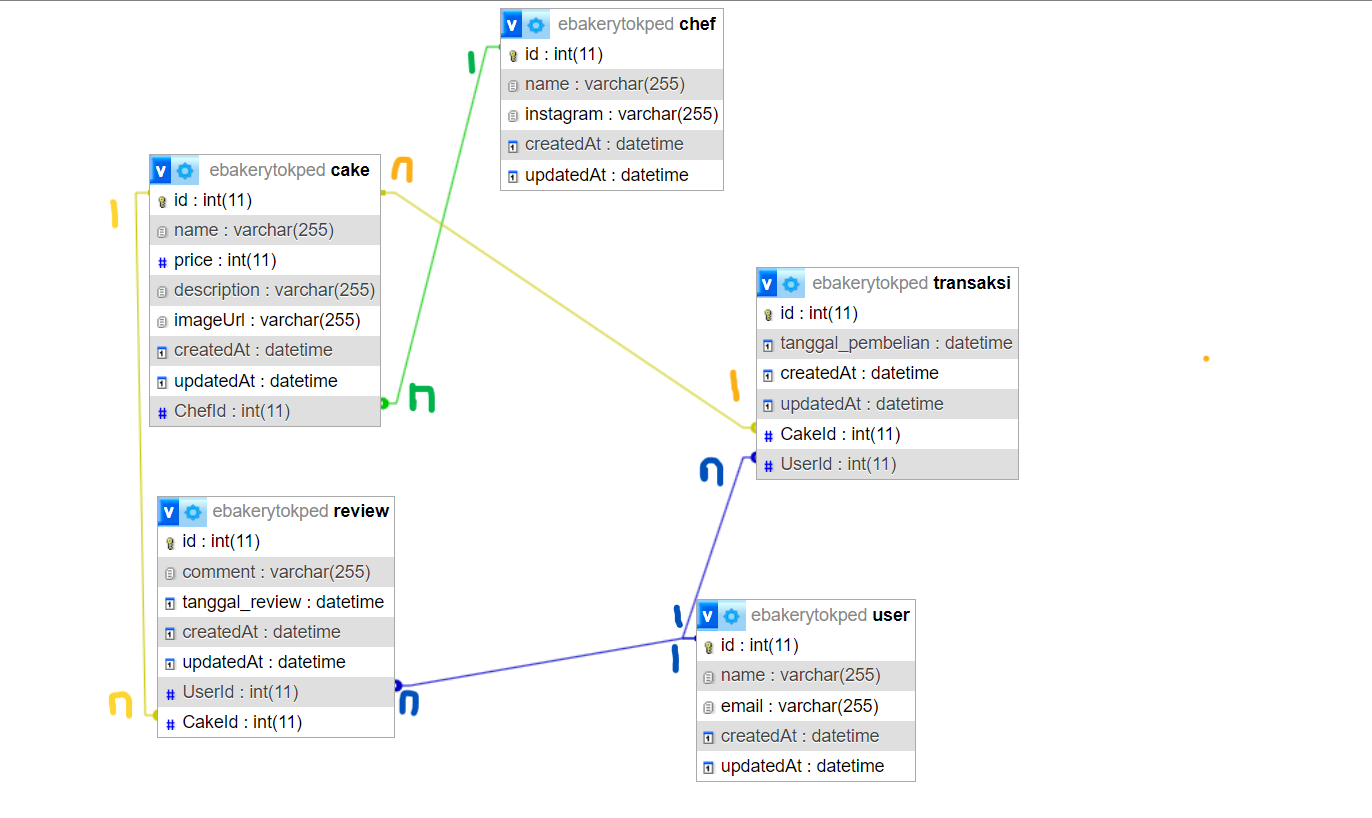 ebakerytokped chef
id : int(11)
name : varchar(255)
instagram : varchar(255)
createdAt : datetime
updatedAt : datetime
1
ebakerytokped cake
id : int(11)
name : varchar(255)
price : int(11)
description : varchar(255)
imageUrl : varchar(255)
createdAt : datetime
updatedAt : datetime
ChefId : int(11)
n
1
n
ebakerytokped transaksi
id : int(11)
tanggal_pembelian : datetime
createdAt : datetime
updatedAt : datetime
CakeId : int(11)
UserId : int(11)
1
n
ebakerytokped review
id : int(11)
comment : varchar(255)
tanggal_review : datetime
createdAt : datetime
updatedAt : datetime
UserId : int(11)
CakeId : int(11)
n
n
ebakerytokped user
id : int(11)
name : varchar(255)
email : varchar(255)
createdAt : datetime
updatedAt : datetime
1
1